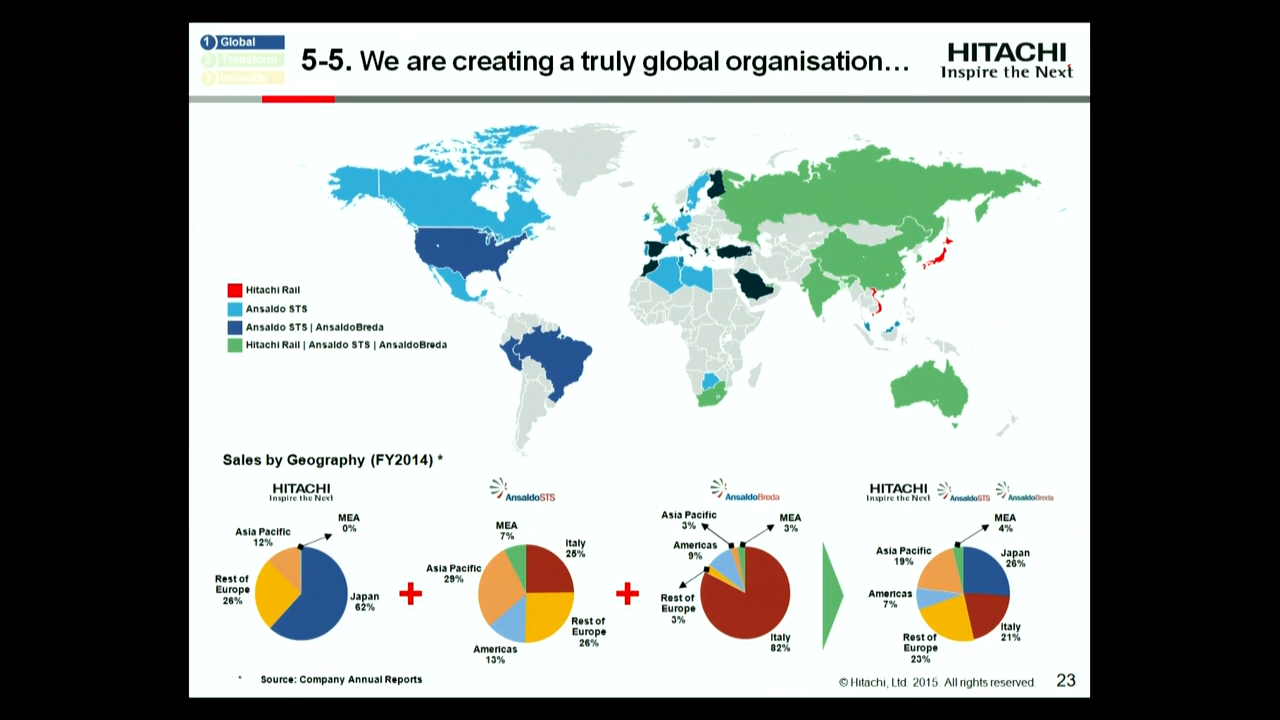 1 Global
2 Transform
3 Innovate
5-5. We are creating a truly global organisation…
HITACHI
Inspire the Next
Hitachi Rail
Ansaldo STS
Ansaldo STS | AnsaldoBreda
Hitachi Rail | Ansaldo STS | AnsaldoBreda
Sales by Geography (FY2014) *
HITACHI
Inspire the Next
MEA
0%
Asia Pacific
12%
Rest of
Europe
26%
Japan
62%
AnsaldoSTS
MEA
7%
Italy
25%
Asia Pacific
29%
Rest of
Europe
26%
Americas
13%
AnsaldoBreda
Asia Pacific
3%
MEA
3%
Americas
9%
Rest of
Europe
3%
Italy
82%
HITACHI
Inspire the Next
AnsaldoSTS
AnsaldoBreda
MEA
4%
Asia Pacific
19%
Japan
26%
Americas
7%
Italy
21%
Rest of
Europe
23%
* Source: Company Annual Reports
© Hitachi, Ltd. 2015. All rights reserved.
23